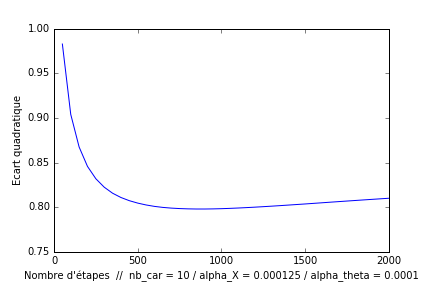 1.00
0.95
0.90
0.85
0.80
0.75
Ecart quadratique
0 500 1000 1500 2000
Nombre d'étapes // nb_car = 10 / alpha_X = 0.000125 / alpha_theta = 0.0001